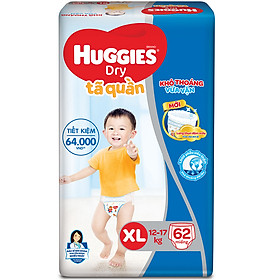 HUGGIES
Dry
tã quần
KHÔ THOÁNG
VỪA VẶN
MỚI
TIẾT KIỆM
64.000
VNĐ*
XL
12-17
kg
62
miếng